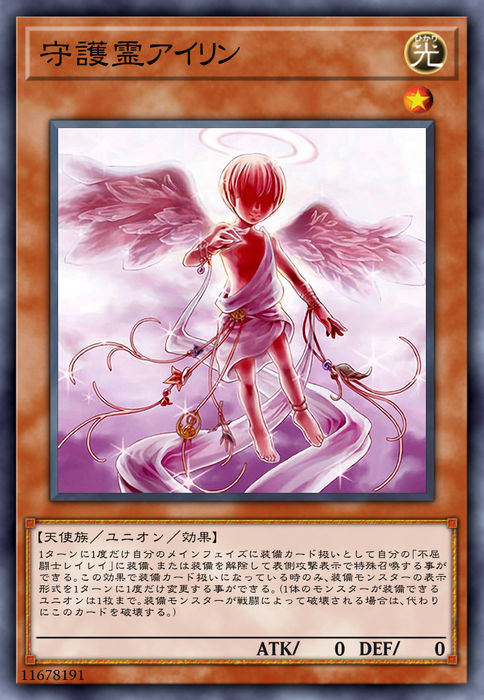 守護霊アイリン
ひかり
光
【天使族／ユニオン／効果】
1ターンに1度だけ自分のメインフェイズに装備カード扱いとして自分の「不屈
闘士レイレイ」に装備、または装備を解除して表側攻撃表示で特殊召喚する事が
できる。この効果で装備カード扱いになっている時のみ、装備モンスターの表示
形式を1ターンに1度だけ変更する事ができる。（1体のモンスターが装備できる
ユニオンは1枚まで。装備モンスターが戦闘によって破壊される場合は、代わり
にこのカードを破壊する。）
ATK/ 0 DEF/ 0
11678191